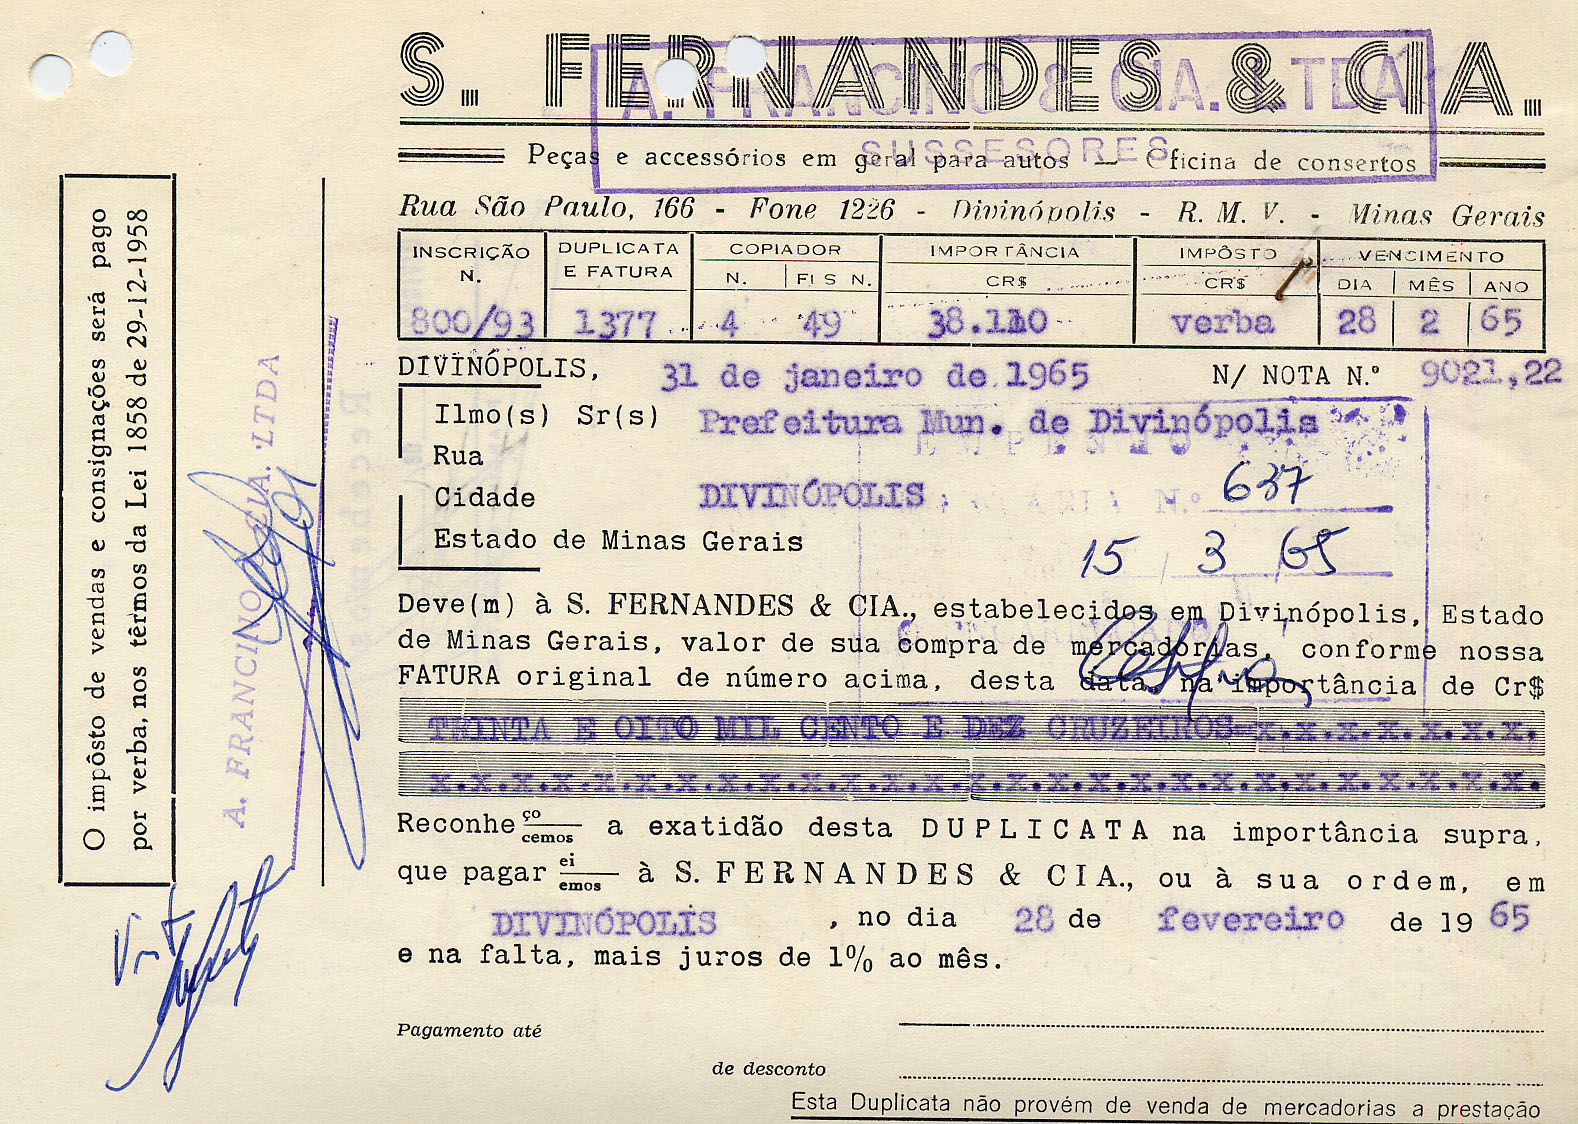 S. FERNANDES & CIA.
A. FRANCINO & CIA. LTDA
SUSSESORES
Peças e accessórios em geral para autos — Oficina de consertos
Rua São Paulo, 166 - Fone 1226 - Divinópolis - R. M. V. - Minas Gerais
INSCRIÇÃO N. DUPLICATA E FATURA COPIADOR IMPORTÂNCIA IMPÔSTO VENCIMENTO
N. FLS N. CR$ CR$ DIA MÊS ANO
800/93 1377 4 49 38.110 verba 28 2 65
DIVINÓPOLIS, 31 de janeiro de 1965 N/ NOTA N.º 9021,22
Ilmo(s) Sr(s) Prefeitura Mun. de Divinópolis
EMPENHO
Rua
Cidade DIVINÓPOLIS N.º 637
Estado de Minas Gerais 15 / 3 / 65
Deve(m) à S. FERNANDES & CIA., estabelecidos em Divinópolis, Estado
de Minas Gerais, valor de sua compra de mercadorias, conforme nossa
FATURA original de número acima, desta data, na importância de Cr$
TRINTA E OITO MIL CENTO E DEZ CRUZEIROS-x.x.x.x.x.x.x.
x.x.x.x.x.x.x.x.x.x.x.x.x.x.x.x.x.x.x.x.x.x.x.x.x.x.x.
Reconhe ço cemos a exatidão desta DUPLICATA na importância supra,
que pagar ei emos à S. FERNANDES & CIA., ou à sua ordem, em
DIVINÓPOLIS , no dia 28 de fevereiro de 19 65
e na falta, mais juros de 1% ao mês.
Pagamento até
de desconto
Esta Duplicata não provém de venda de mercadorias a prestação
O impôsto de vendas e consignações será pago
por verba, nos têrmos da Lei 1858 de 29-12-1958
A. FRANCINO & CIA. LTDA